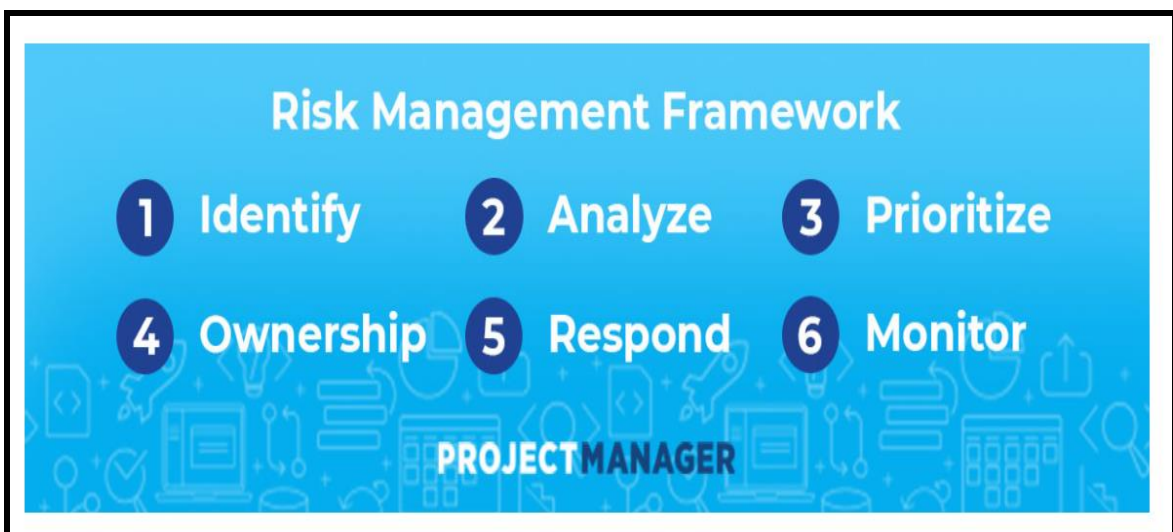 Risk Management Framework
1 Identify 2 Analyze 3 Prioritize
4 Ownership 5 Respond 6 Monitor
PROJECTMANAGER